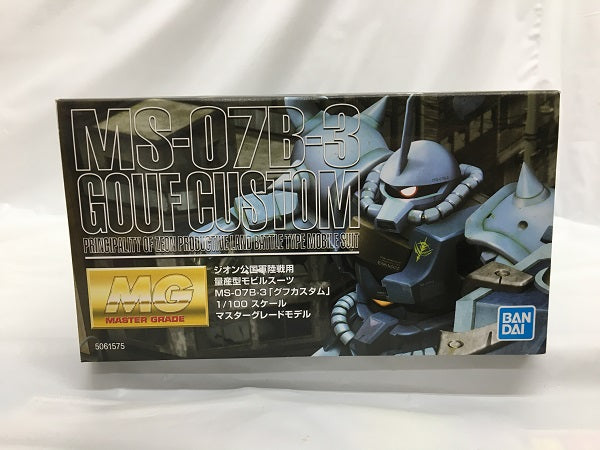 MS-07B-3
GOUF CUSTOM
PRINCIPALITY OF ZEON PRODUCTIVE LAND BATTLE TYPE MOBILE SUIT
MG
MASTER GRADE
ジオン公国軍陸戦用
量産型モビルスーツ
MS-07B-3「グフカスタム」
1/100 スケール
マスターグレードモデル
5061575
BAN
DAI